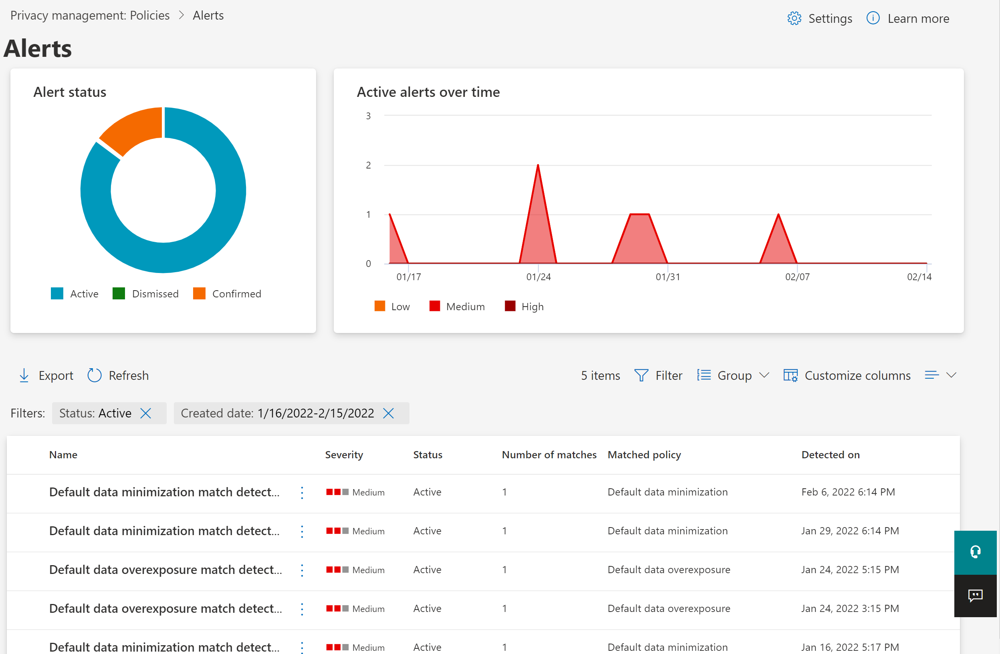 Privacy management: Policies > Alerts
Settings Learn more
Alerts
Alert status
Active Dismissed Confirmed
Active alerts over time
3
2
1
0
01/17 01/24 01/31 02/07 02/14
Low Medium High
Export Refresh 5 items Filter Group Customize columns
Filters: Status: Active Created date: 1/16/2022-2/15/2022
Name Severity Status Number of matches Matched policy Detected on
Default data minimization match detect... Medium Active 1 Default data minimization Feb 6, 2022 6:14 PM
Default data minimization match detect... Medium Active 1 Default data minimization Jan 29, 2022 6:14 PM
Default data overexposure match detect... Medium Active 1 Default data overexposure Jan 24, 2022 5:15 PM
Default data overexposure match detect... Medium Active 1 Default data overexposure Jan 24, 2022 3:15 PM
Default data minimization match detect... Medium Active 1 Default data minimization Jan 16, 2022 5:17 PM